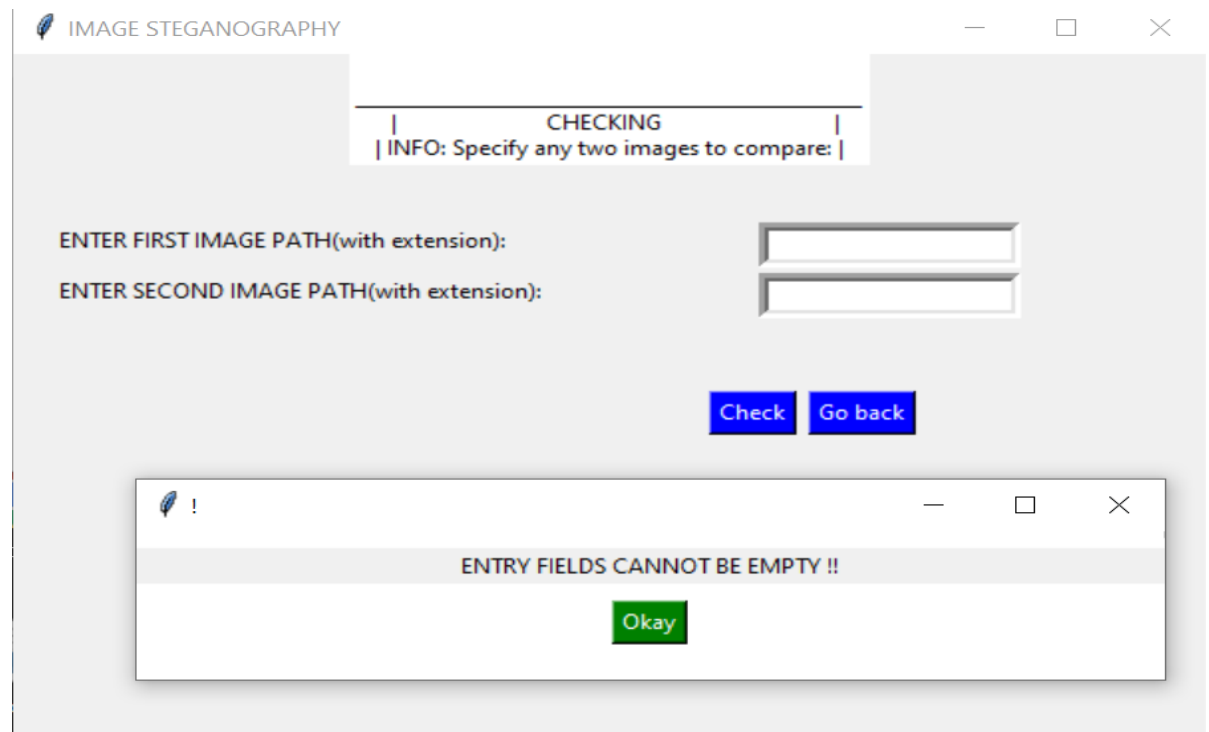 IMAGE STEGANOGRAPHY
| CHECKING |
| INFO: Specify any two images to compare: |
ENTER FIRST IMAGE PATH(with extension):
ENTER SECOND IMAGE PATH(with extension):
Check Go back
!
ENTRY FIELDS CANNOT BE EMPTY !!
Okay